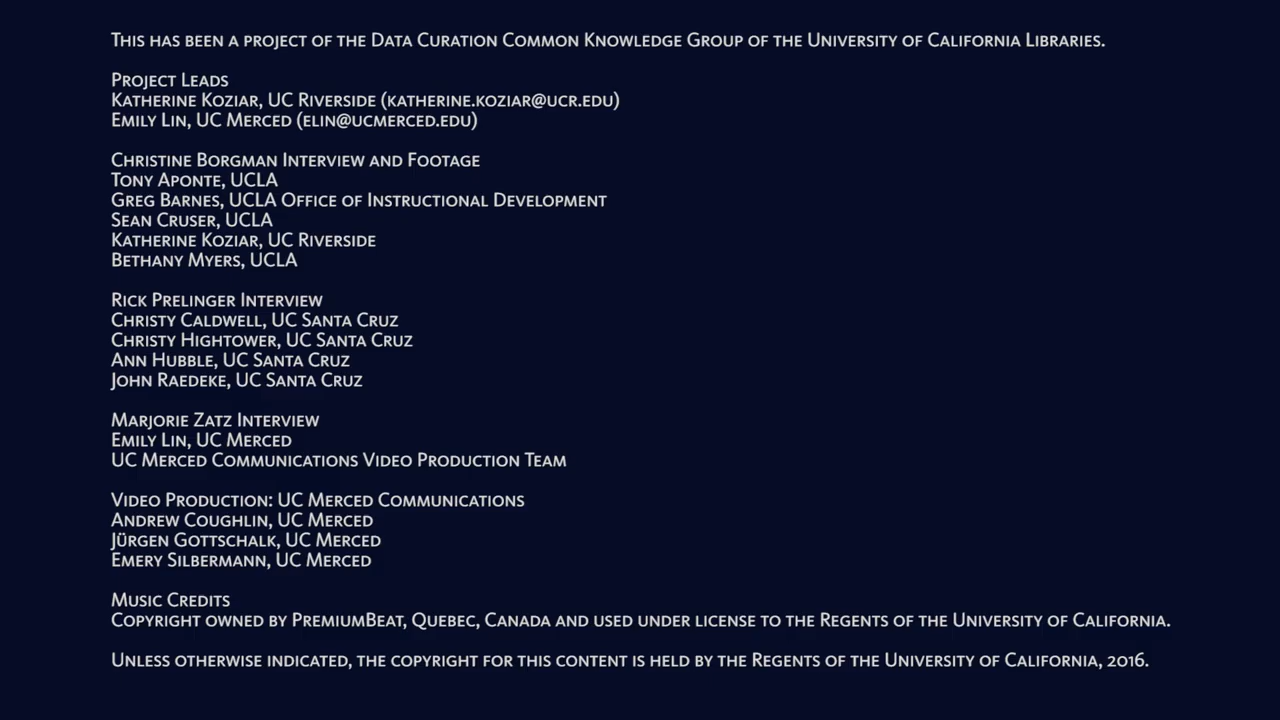 This has been a project of the Data Curation Common Knowledge Group of the University of California Libraries.
Project Leads
Katherine Koziar, UC Riverside (katherine.koziar@ucr.edu)
Emily Lin, UC Merced (elin@ucmerced.edu)
Christine Borgman Interview and Footage
Tony Aponte, UCLA
Greg Barnes, UCLA Office of Instructional Development
Sean Cruser, UCLA
Katherine Koziar, UC Riverside
Bethany Myers, UCLA
Rick Prelinger Interview
Christy Caldwell, UC Santa Cruz
Christy Hightower, UC Santa Cruz
Ann Hubble, UC Santa Cruz
John Raedeke, UC Santa Cruz
Marjorie Zatz Interview
Emily Lin, UC Merced
UC Merced Communications Video Production Team
Video Production: UC Merced Communications
Andrew Coughlin, UC Merced
Jürgen Gottschalk, UC Merced
Emery Silbermann, UC Merced
Music Credits
Copyright owned by PremiumBeat, Quebec, Canada and used under license to the Regents of the University of California.
Unless otherwise indicated, the copyright for this content is held by the Regents of the University of California, 2016.